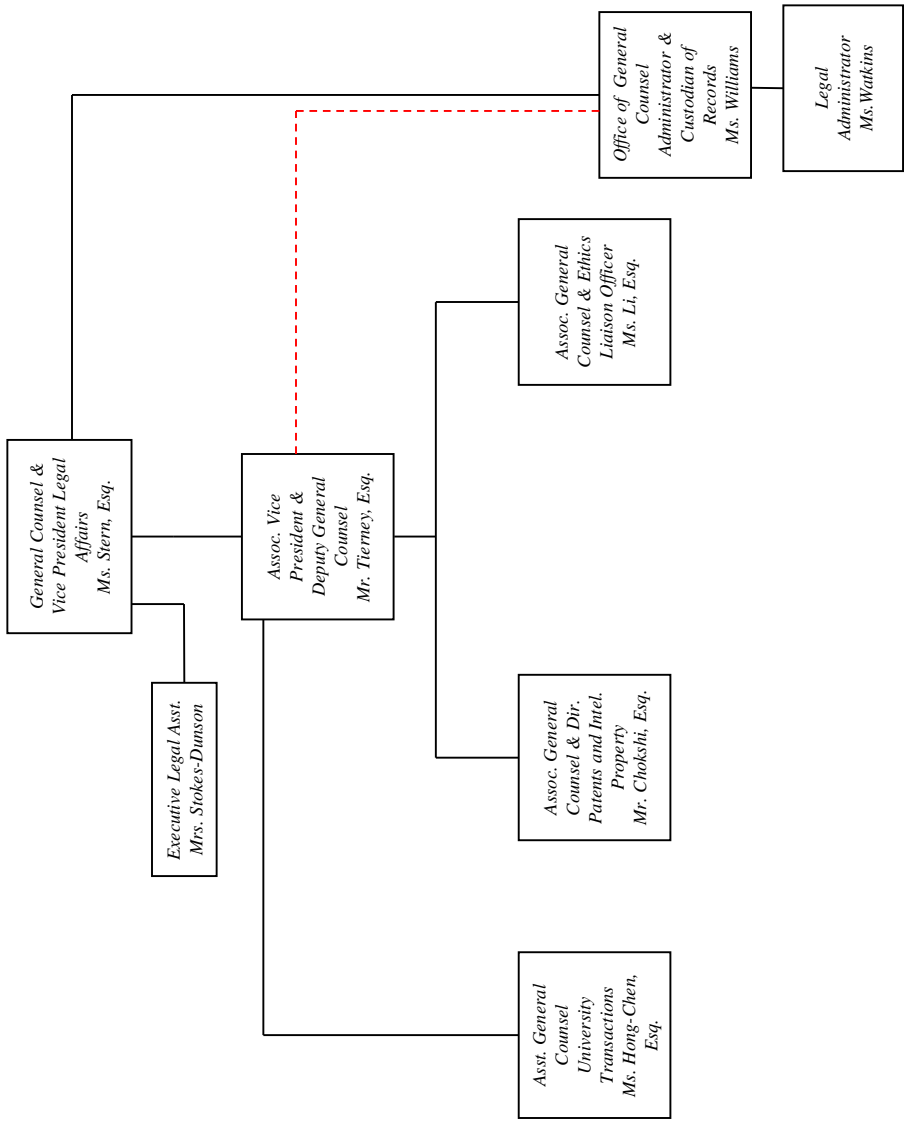 General Counsel &
Vice President Legal
Affairs
Ms. Stern, Esq.
Executive Legal Asst.
Mrs. Stokes-Dunson
Assoc. Vice
President &
Deputy General
Counsel
Mr. Tierney, Esq.
Asst. General
Counsel
University
Transactions
Ms. Hong-Chen,
Esq.
Assoc. General
Counsel & Dir.
Patents and Intel.
Property
Mr. Chokshi, Esq.
Assoc. General
Counsel & Ethics
Liaison Officer
Ms. Li, Esq.
Office of General
Counsel
Administrator &
Custodian of
Records
Ms. Williams
Legal
Administrator
Ms.Watkins